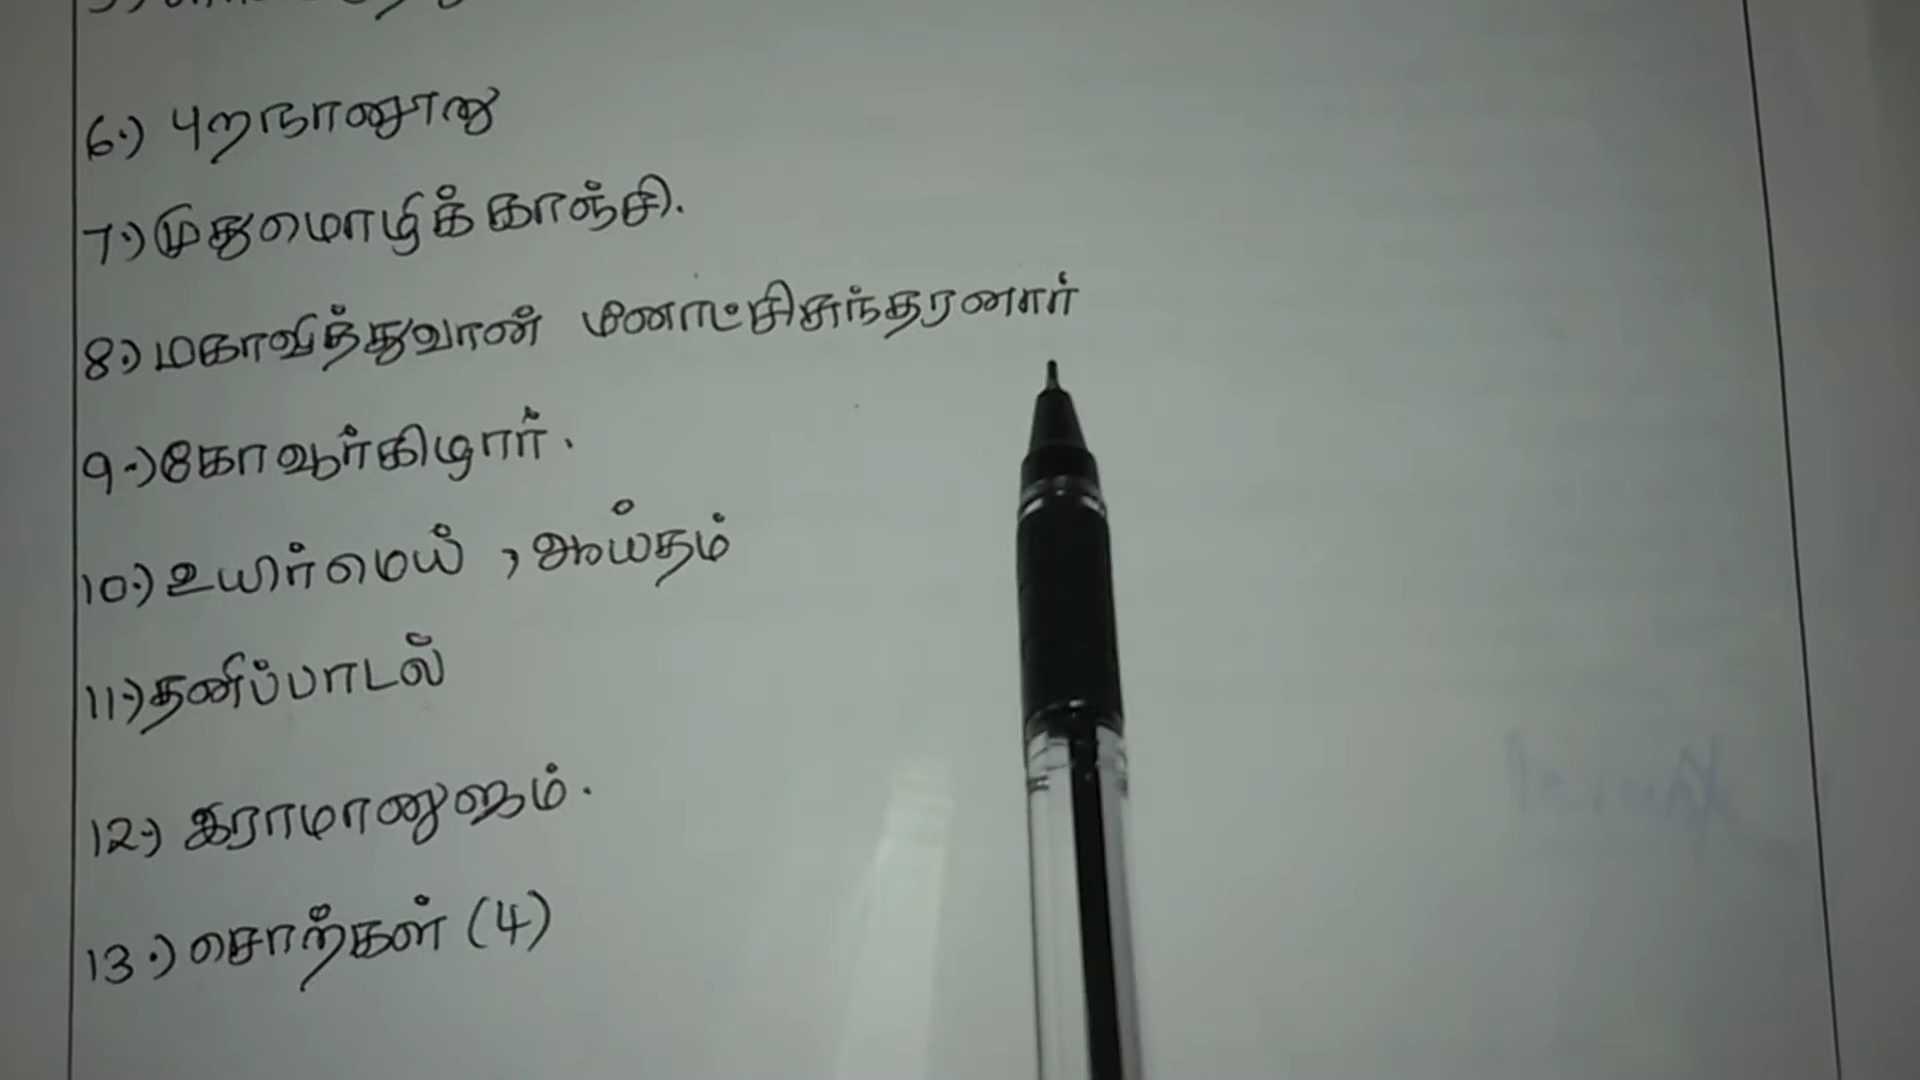 6.) புறநானூறு
7.) முதுமொழிக் காஞ்சி.
8.) மகாவித்துவான் மீனாட்சிசுந்தரனார்
9.) கோவூர்கிழார்.
10.) உயிர்மெய் , ஆய்தம்
11.) தனிப்பாடல்
12.) இராமானுஜம்.
13.) சொற்கள் (4)